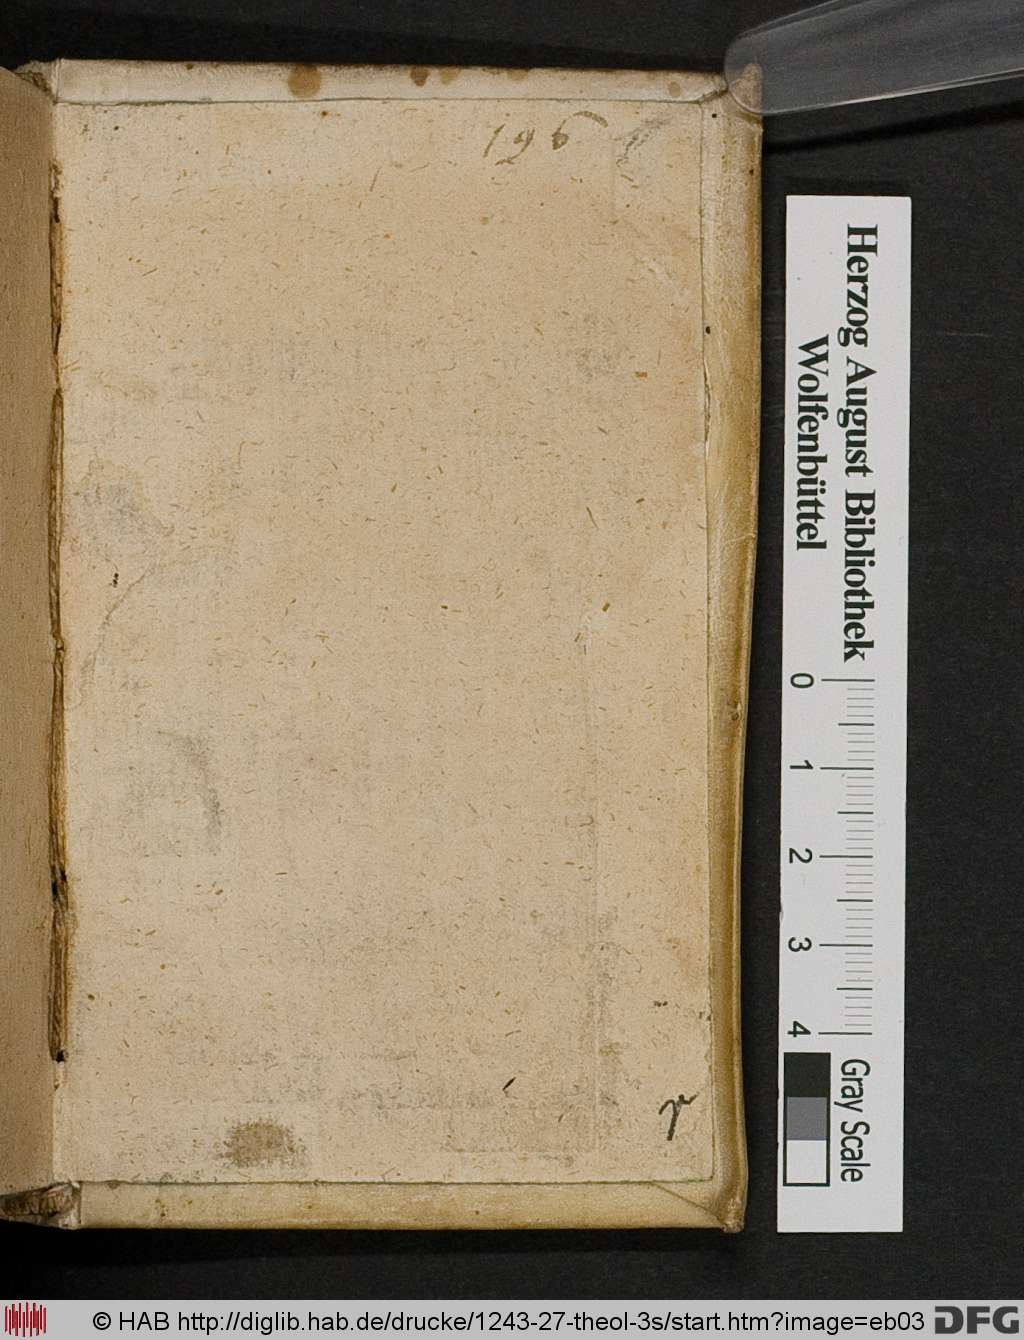 196
Herzog August Bibliothek
Wolfenbüttel
0 1 2 3 4
Gray Scale
© HAB http://diglib.hab.de/drucke/1243-27-theol-3s/start.htm?image=eb03
DFG